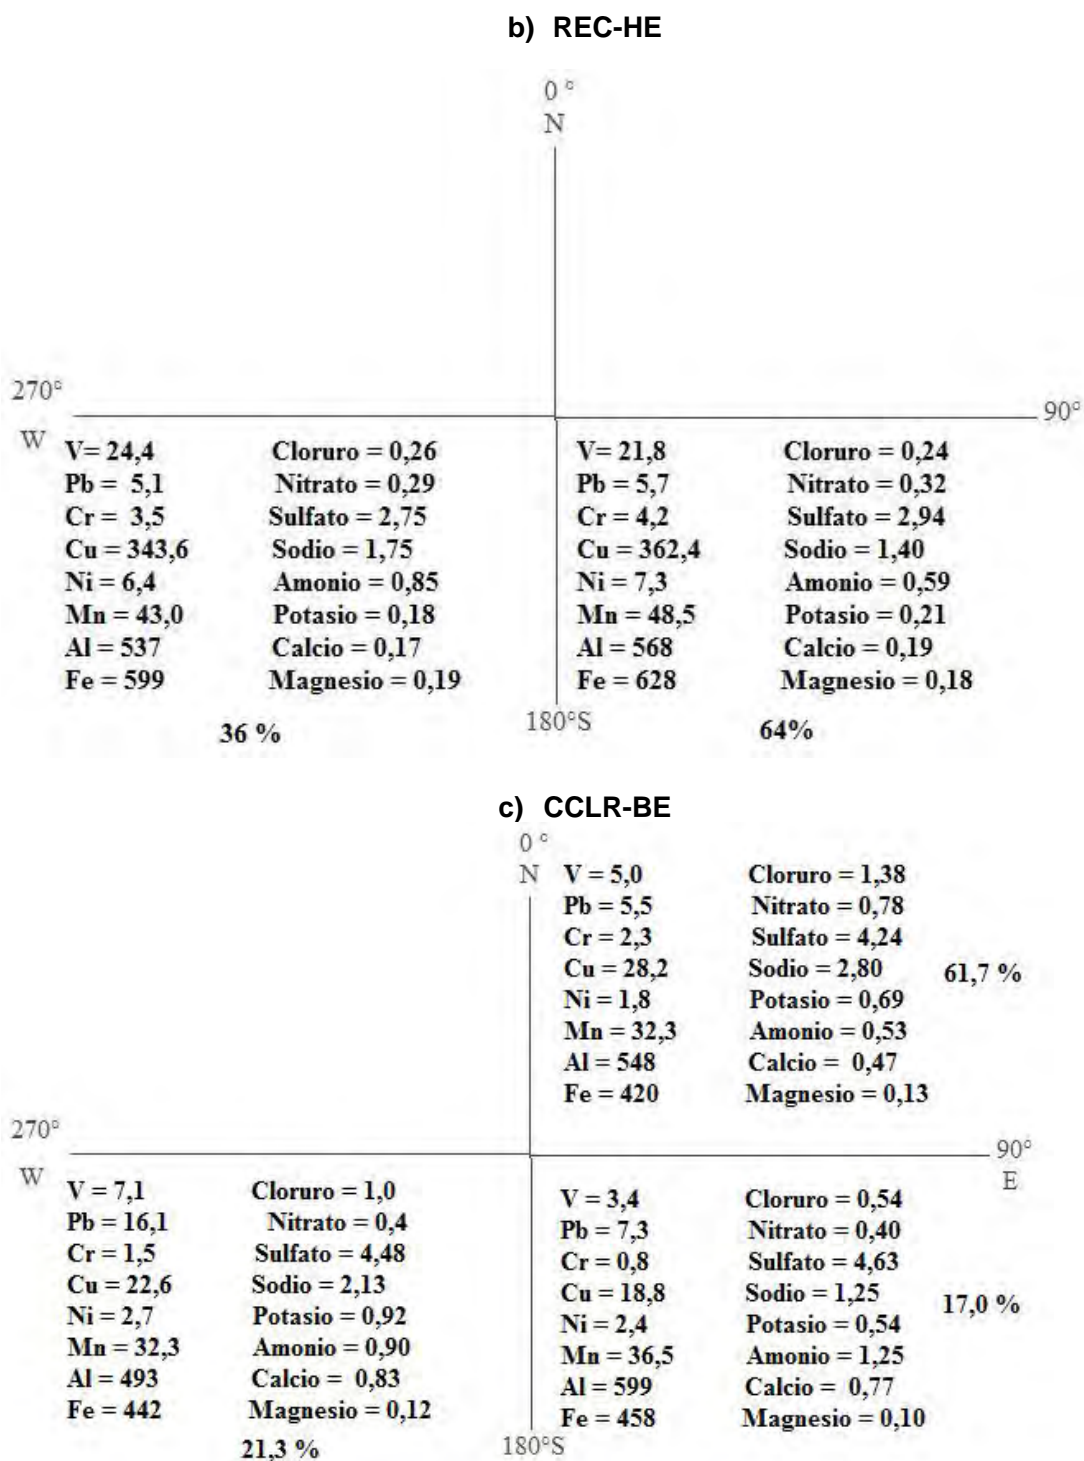 b) REC-HE
0 °
N
270°
W
90°
V= 24,4 Cloruro = 0,26
Pb = 5,1 Nitrato = 0,29
Cr = 3,5 Sulfato = 2,75
Cu = 343,6 Sodio = 1,75
Ni = 6,4 Amonio = 0,85
Mn = 43,0 Potasio = 0,18
Al = 537 Calcio = 0,17
Fe = 599 Magnesio = 0,19
36 %
V= 21,8 Cloruro = 0,24
Pb = 5,7 Nitrato = 0,32
Cr = 4,2 Sulfato = 2,94
Cu = 362,4 Sodio = 1,40
Ni = 7,3 Amonio = 0,59
Mn = 48,5 Potasio = 0,21
Al = 568 Calcio = 0,19
Fe = 628 Magnesio = 0,18
180°S
64%
c) CCLR-BE
0 °
N
V = 5,0 Cloruro = 1,38
Pb = 5,5 Nitrato = 0,78
Cr = 2,3 Sulfato = 4,24
Cu = 28,2 Sodio = 2,80 61,7 %
Ni = 1,8 Potasio = 0,69
Mn = 32,3 Amonio = 0,53
Al = 548 Calcio = 0,47
Fe = 420 Magnesio = 0,13
270°
W
90°
E
V = 7,1 Cloruro = 1,0
Pb = 16,1 Nitrato = 0,4
Cr = 1,5 Sulfato = 4,48
Cu = 22,6 Sodio = 2,13
Ni = 2,7 Potasio = 0,92
Mn = 32,3 Amonio = 0,90
Al = 493 Calcio = 0,83
Fe = 442 Magnesio = 0,12
21,3 %
V = 3,4 Cloruro = 0,54
Pb = 7,3 Nitrato = 0,40
Cr = 0,8 Sulfato = 4,63
Cu = 18,8 Sodio = 1,25 17,0 %
Ni = 2,4 Potasio = 0,54
Mn = 36,5 Amonio = 1,25
Al = 599 Calcio = 0,77
Fe = 458 Magnesio = 0,10
180°S